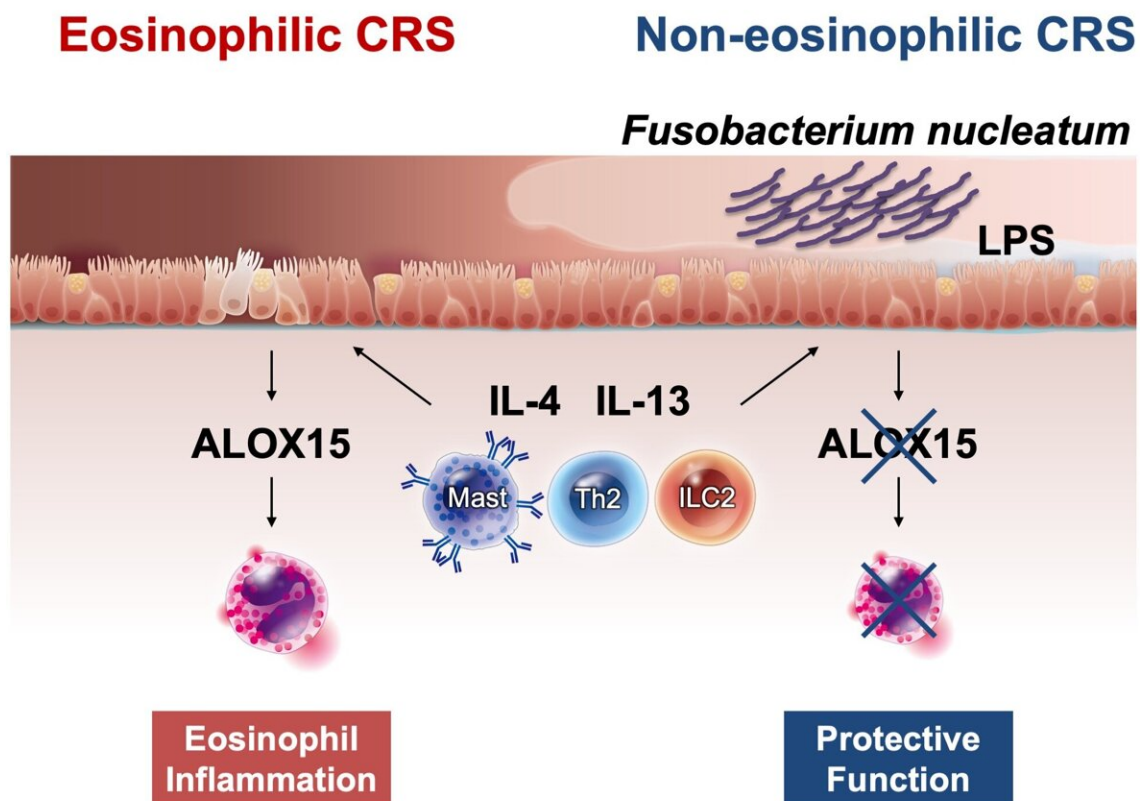 Eosinophilic CRS
Non-eosinophilic CRS
Fusobacterium nucleatum
LPS
IL-4 IL-13
ALOX15
ALOX15
Mast
Th2
ILC2
Eosinophil
Inflammation
Protective
Function